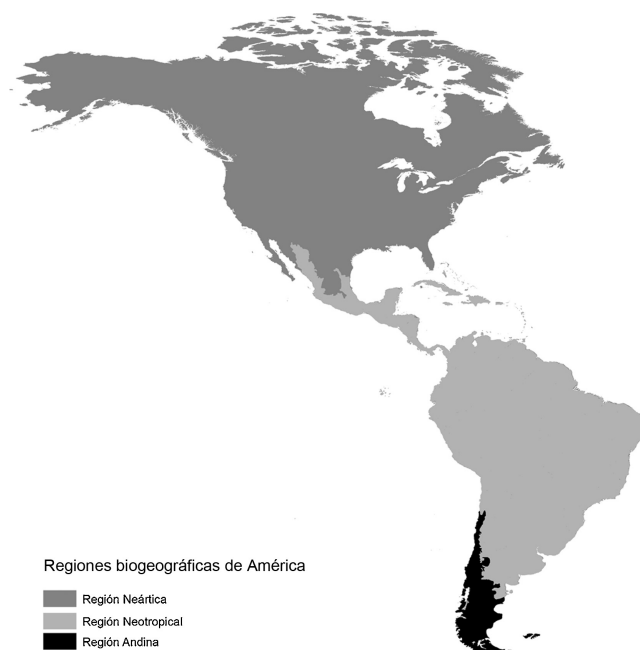 Regiones biogeográficas de América
Región Neártica
Región Neotropical
Región Andina